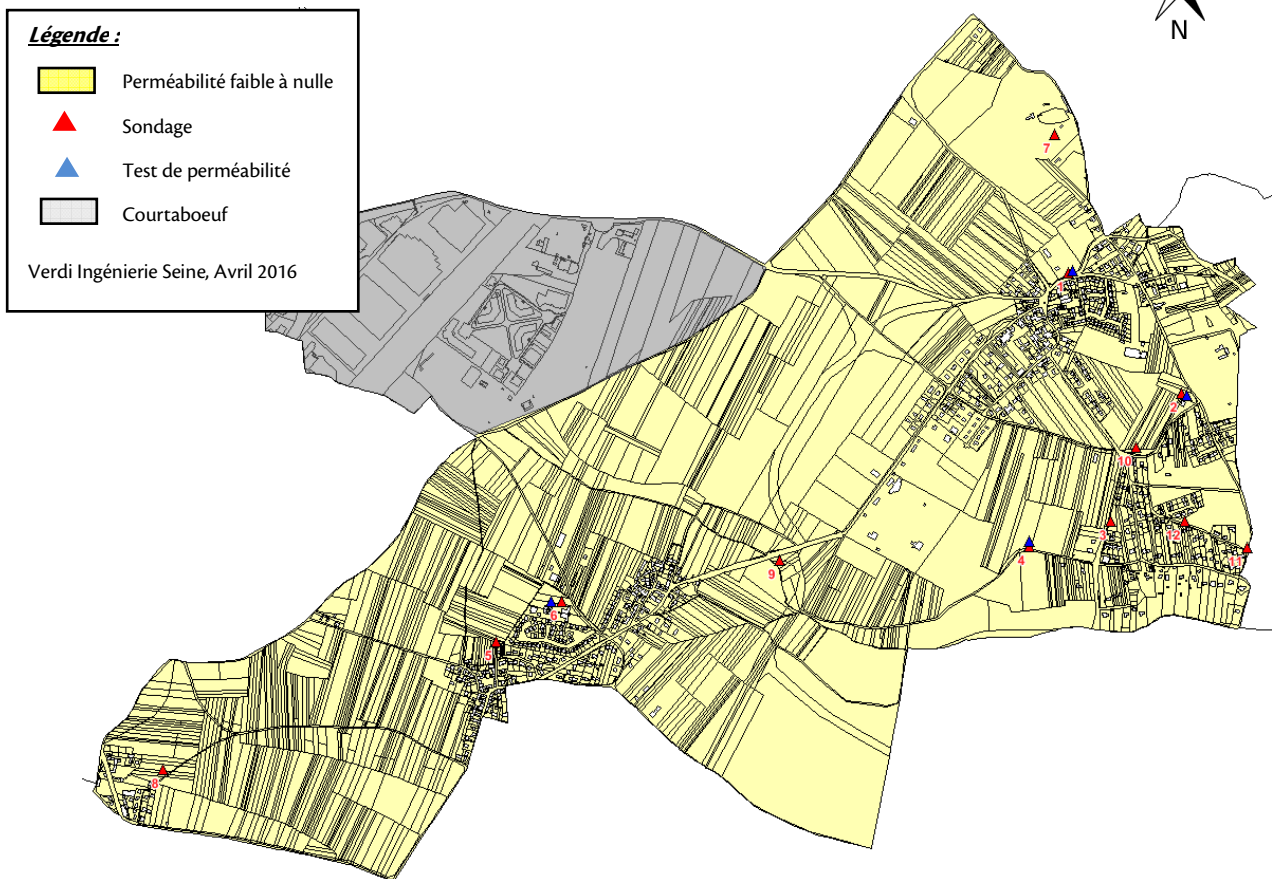 Légende :
Perméabilité faible à nulle
Sondage
Test de perméabilité
Courtaboeuf
Verdi Ingénierie Seine, Avril 2016
N
7
1
2
10
3
12
4
11
9
6
5
8